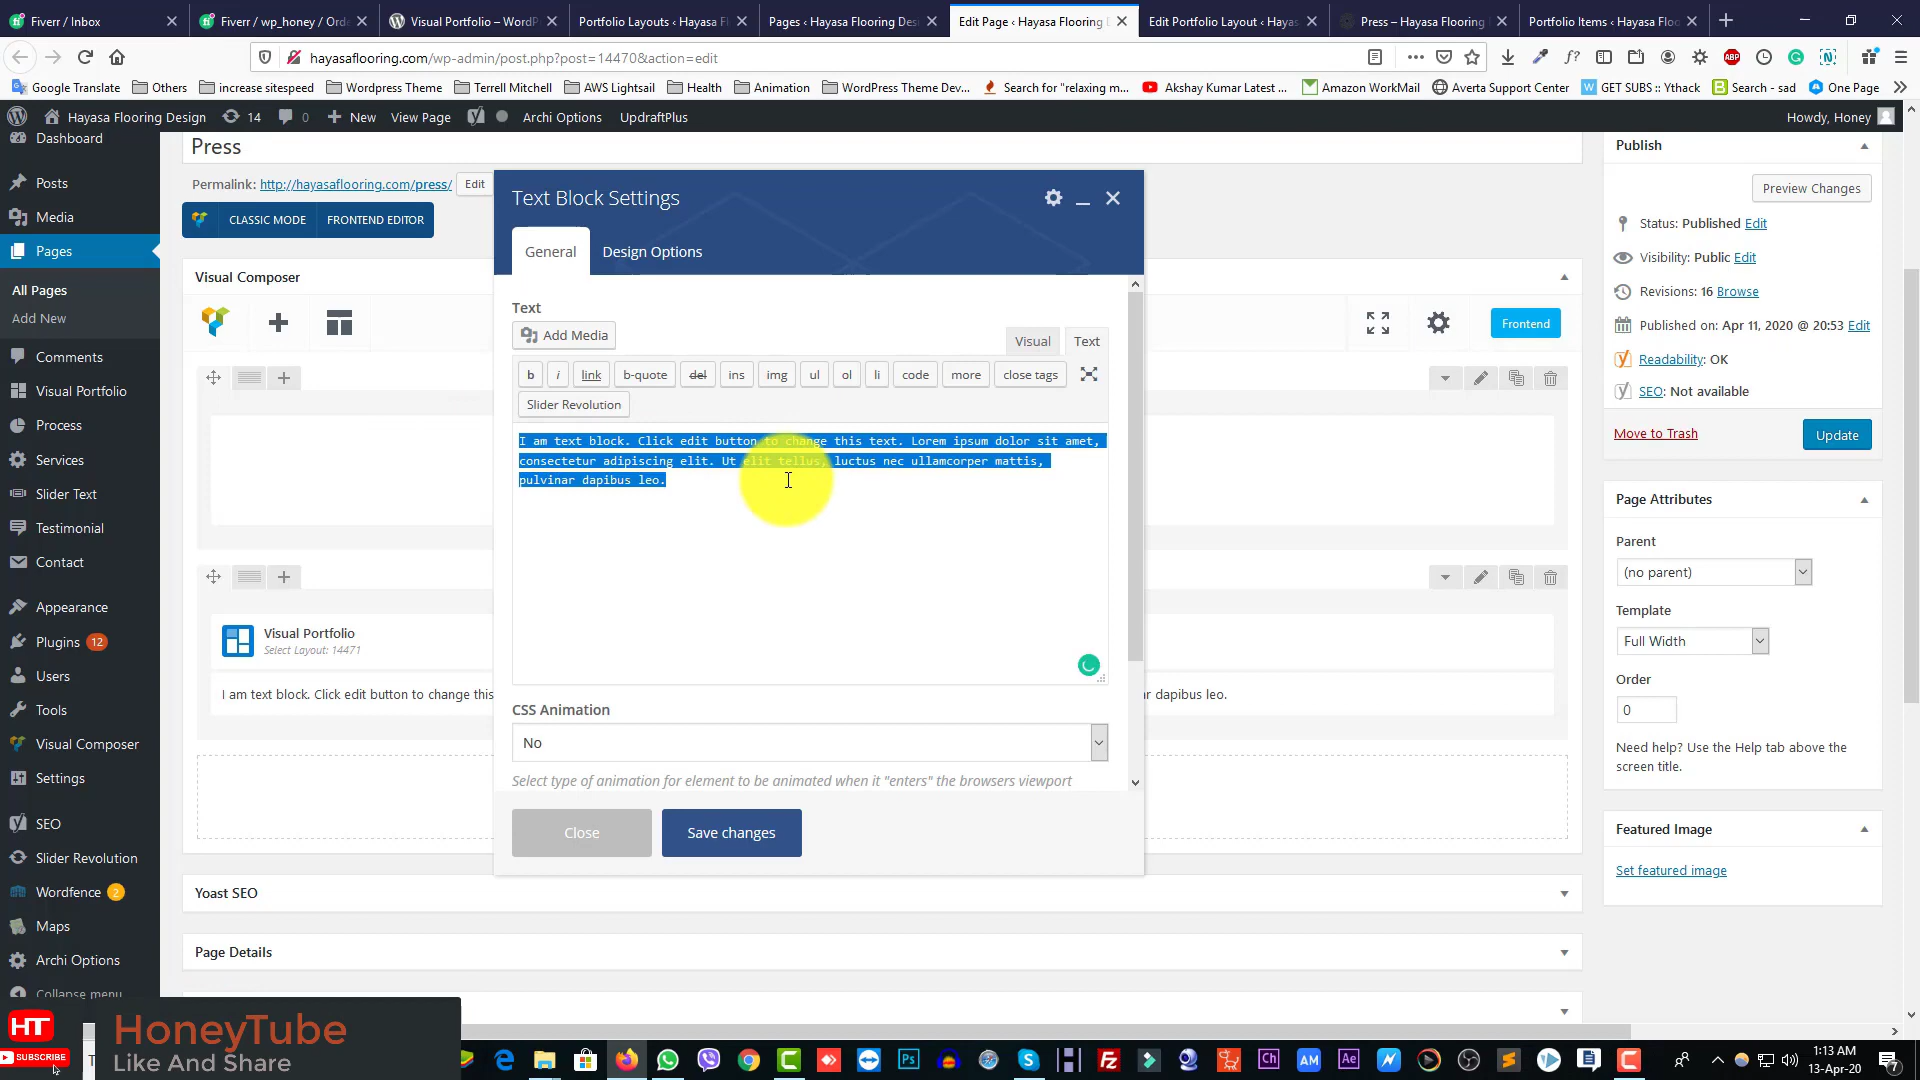 Fiverr / Inbox
Fiverr / wp_honey / Orde
Visual Portfolio – WordP
Portfolio Layouts ‹ Hayasa F
Pages ‹ Hayasa Flooring Des
Edit Page ‹ Hayasa Flooring
Edit Portfolio Layout ‹ Hayas
Press – Hayasa Flooring
Portfolio Items ‹ Hayasa Floo
hayasaflooring.com/wp-admin/post.php?post=14470&action=edit
Google Translate
Others
increase sitespeed
Wordpress Theme
Terrell Mitchell
AWS Lightsail
Health
Animation
WordPress Theme Dev...
Search for "relaxing m...
Akshay Kumar Latest ...
Amazon WorkMail
Averta Support Center
GET SUBS :: Ythack
Search - sad
One Page
Hayasa Flooring Design
14
0
New
View Page
Archi Options
UpdraftPlus
Howdy, Honey
Dashboard
Posts
Media
Pages
All Pages
Add New
Comments
Visual Portfolio
Process
Services
Slider Text
Testimonial
Contact
Appearance
Plugins 12
Users
Tools
Visual Composer
Settings
SEO
Slider Revolution
Wordfence 2
Maps
Archi Options
Collapse menu
Press
Permalink: http://hayasaflooring.com/press/ Edit
CLASSIC MODE
FRONTEND EDITOR
Visual Composer
Frontend
Visual Portfolio
Select Layout: 14471
I am text block. Click edit button to change this
dapibus leo.
Yoast SEO
Page Details
Text Block Settings
General
Design Options
Text
Add Media
Visual
Text
b
i
link
b-quote
del
ins
img
ul
ol
li
code
more
close tags
Slider Revolution
I am text block. Click edit button to change this text. Lorem ipsum dolor sit amet,
consectetur adipiscing elit. Ut elit tellus, luctus nec ullamcorper mattis,
pulvinar dapibus leo.
CSS Animation
No
Select type of animation for element to be animated when it "enters" the browsers viewport
Close
Save changes
Publish
Preview Changes
Status: Published Edit
Visibility: Public Edit
Revisions: 16 Browse
Published on: Apr 11, 2020 @ 20:53 Edit
Readability: OK
SEO: Not available
Move to Trash
Update
Page Attributes
Parent
(no parent)
Template
Full Width
Order
0
Need help? Use the Help tab above the
screen title.
Featured Image
Set featured image
HT
SUBSCRIBE
HoneyTube
Like And Share
1:13 AM
13-Apr-20
7